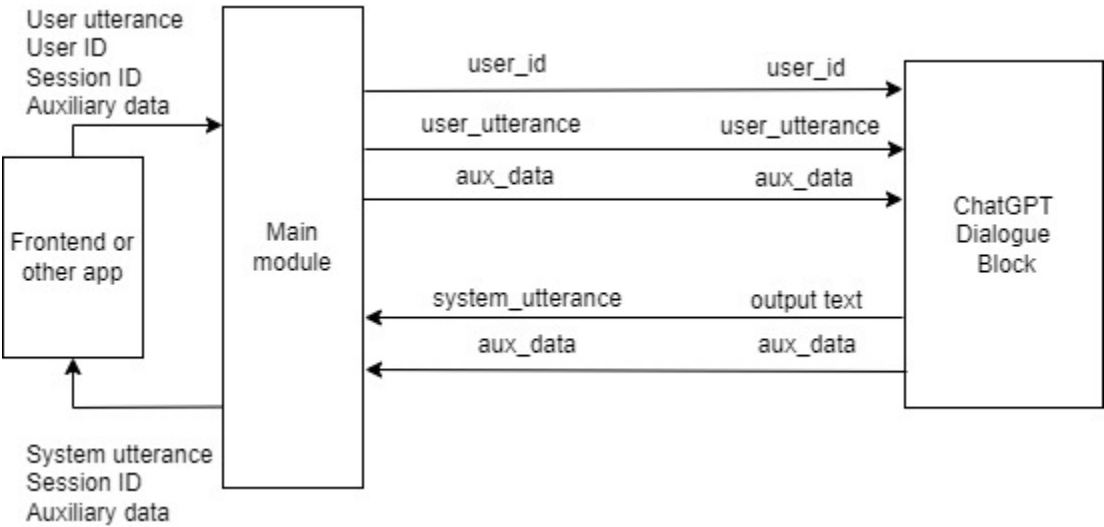 User utterance
User ID
Session ID
Auxiliary data
Frontend or
other app
System utterance
Session ID
Auxiliary data
Main
module
user_id user_id
user_utterance user_utterance
aux_data aux_data
system_utterance output text
aux_data aux_data
ChatGPT
Dialogue
Block